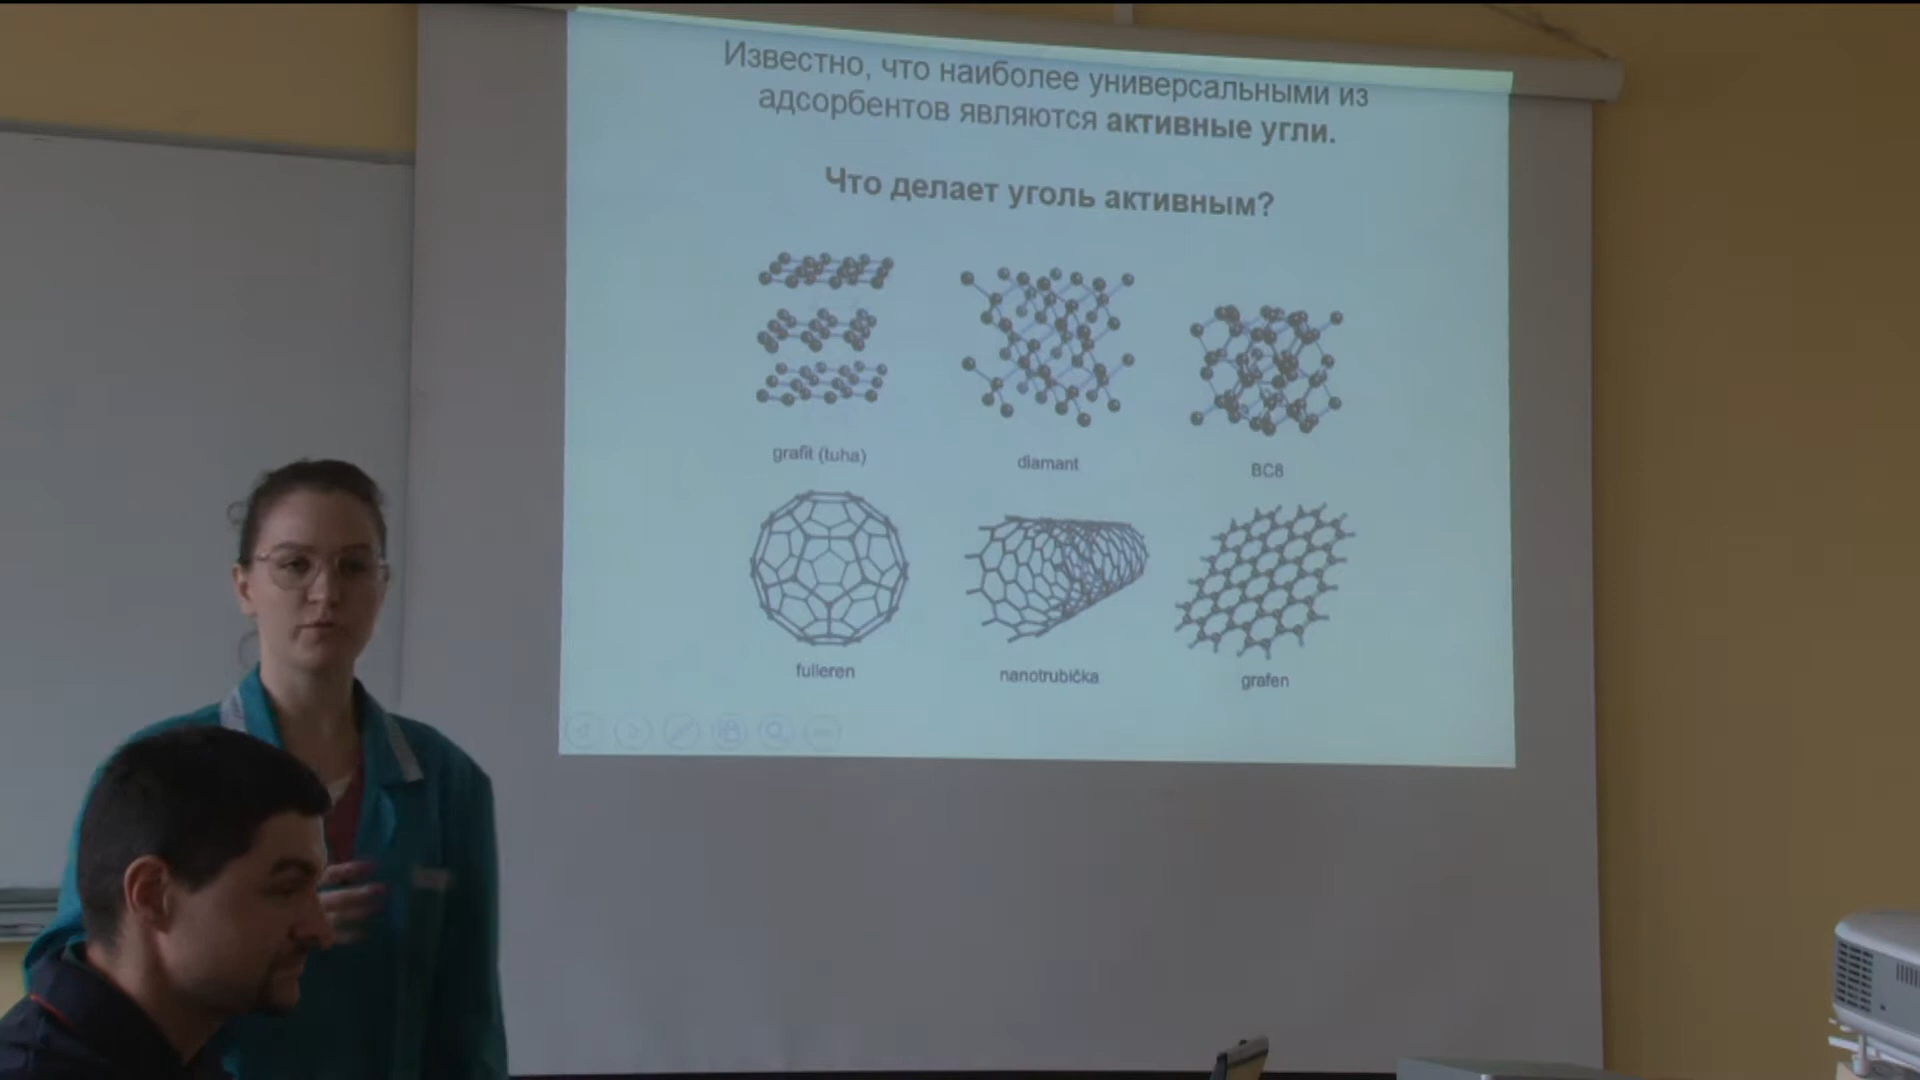 Известно, что наиболее универсальными из
адсорбентов являются активные угли.
Что делает уголь активным?
grafit (tuha)
diamant
BC8
fulleren
nanotrubička
grafen